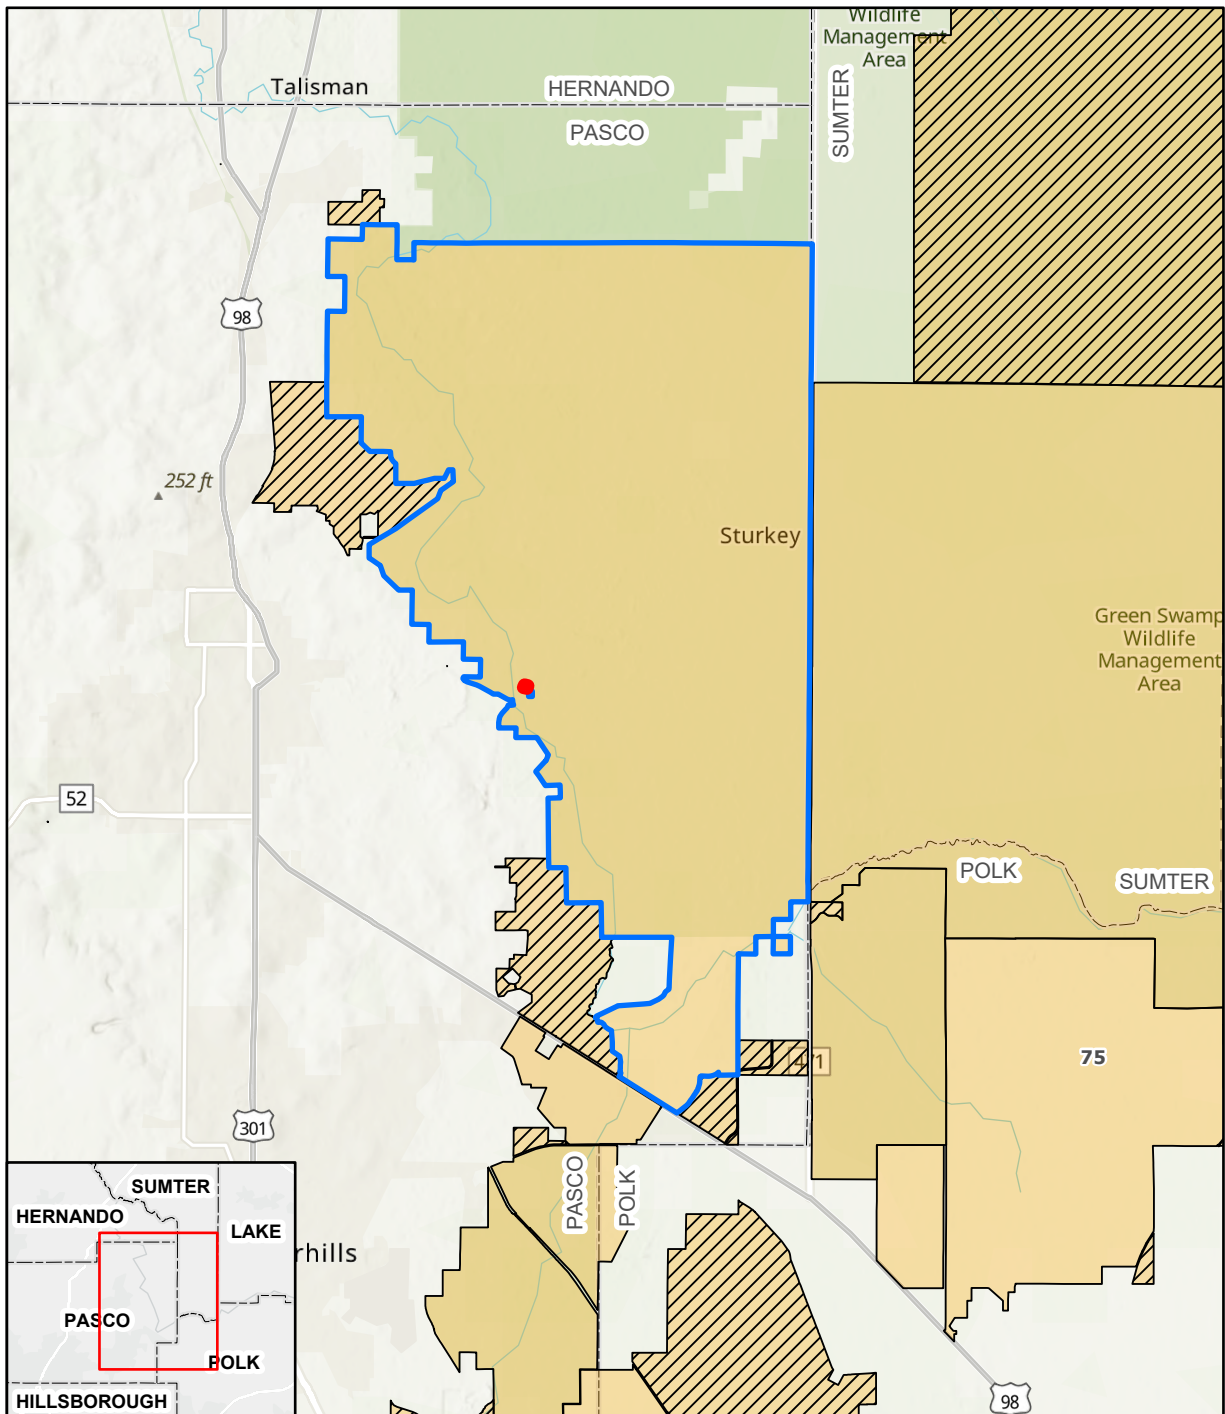 Wildlife
Management
Area
Talisman
HERNANDO
PASCO
SUMTER
98
252 ft
Sturkey
Green Swamp
Wildlife
Management
Area
52
POLK
SUMTER
471
75
301
PASCO
POLK
rhills
98
SUMTER
HERNANDO
LAKE
PASCO
POLK
HILLSBOROUGH